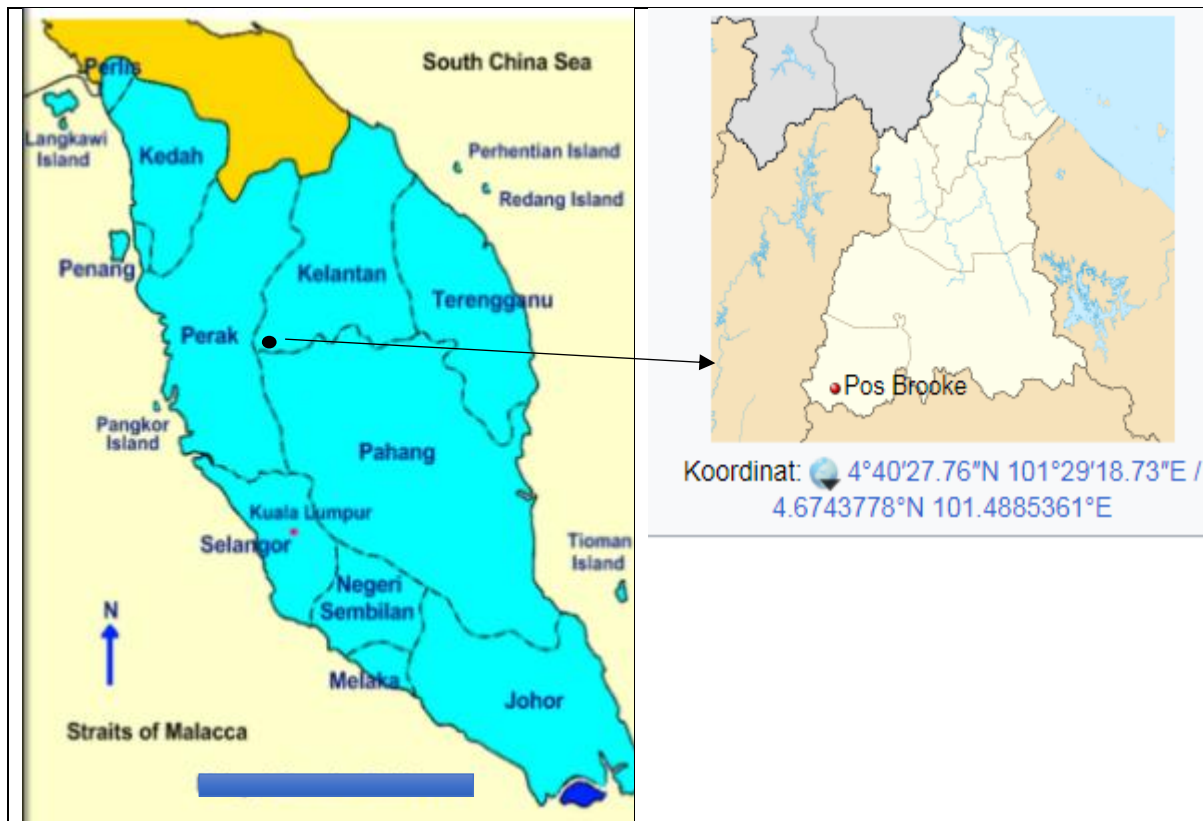 South China Sea
Perlis
Langkawi
Island
Kedah
Perhentian Island
Redang Island
Penang
Kelantan
Terengganu
Perak
Pangkor
Island
Pahang
Kuala Lumpur
Selangor
Tioman
Island
Negeri
Sembilan
N
Melaka
Johor
Straits of Malacca
Pos Brooke
Koordinat: 4°40′27.76″N 101°29′18.73″E /
4.6743778°N 101.4885361°E